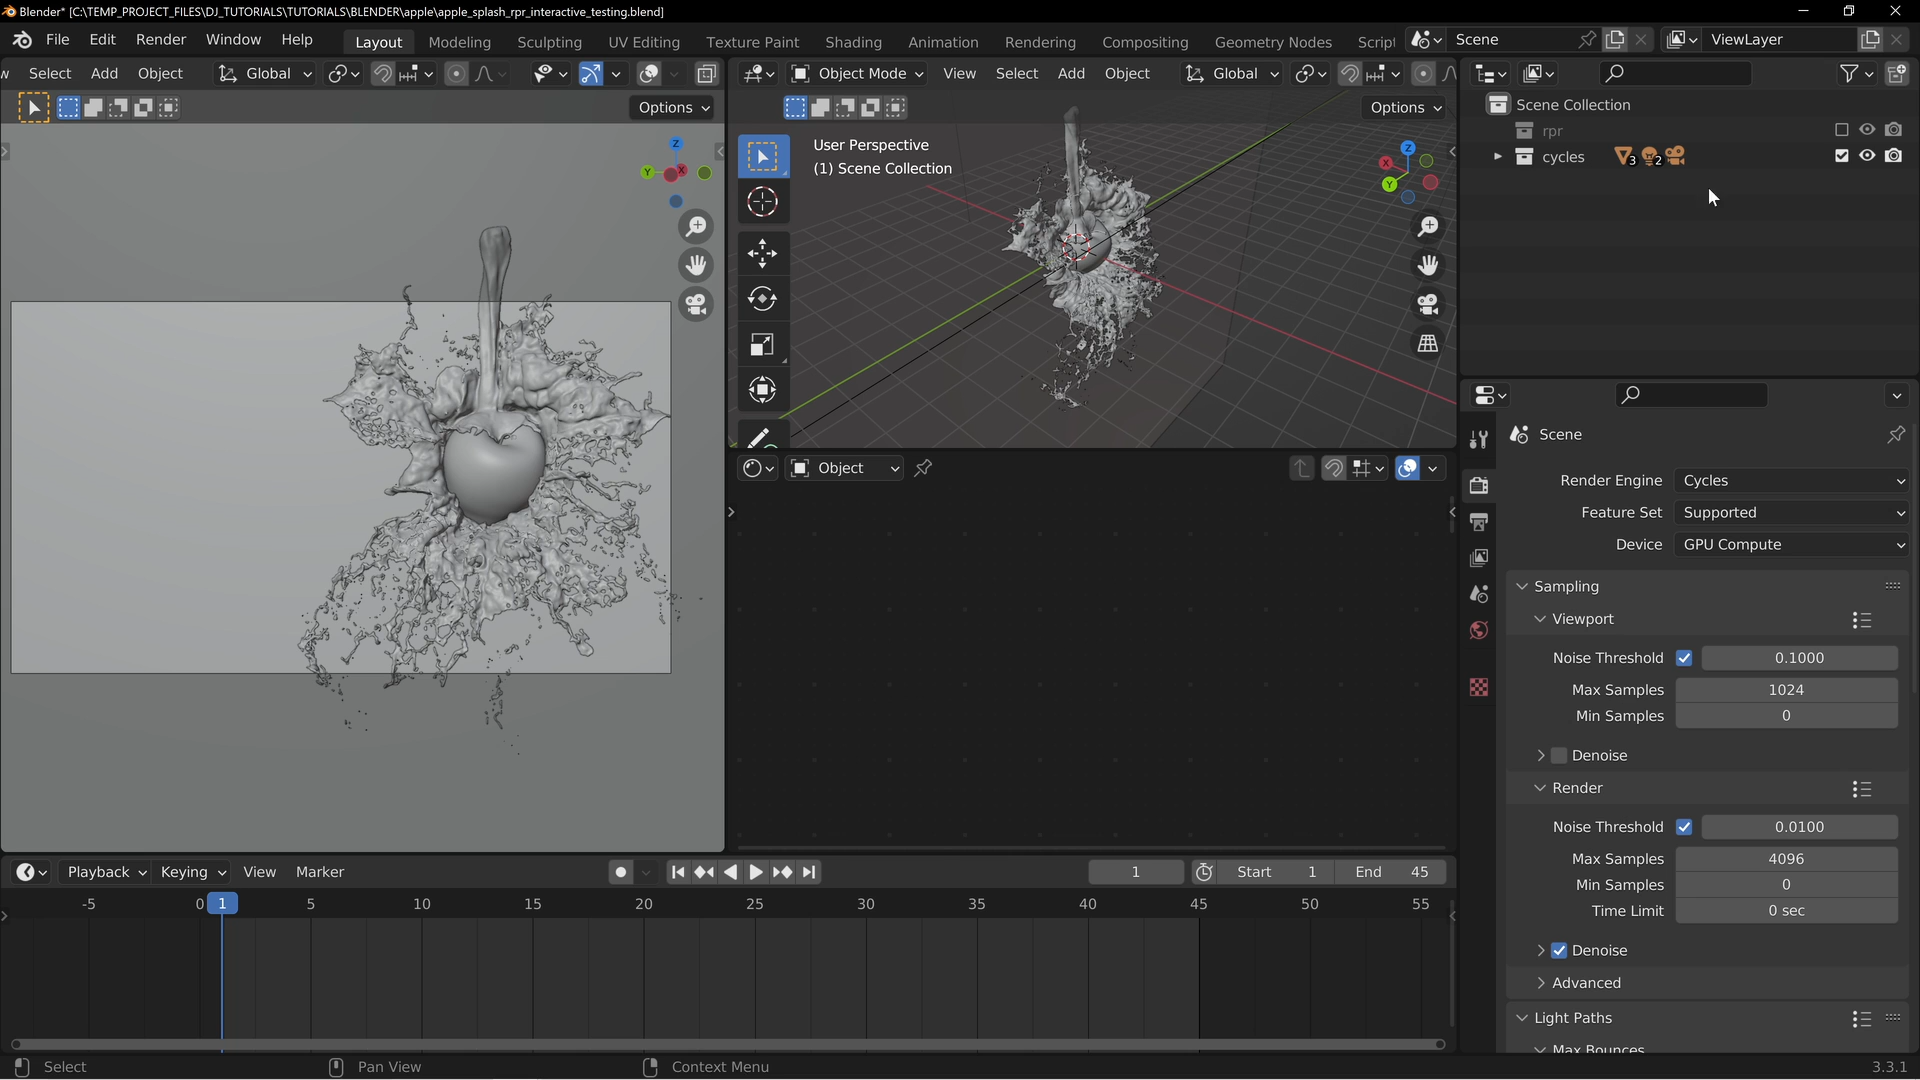 Blender* [C:\TEMP_PROJECT_FILES\DJ_TUTORIALS\TUTORIALS\BLENDER\apple\apple_splash_rpr_interactive_testing.blend]
File Edit Render Window Help Layout Modeling Sculpting UV Editing Texture Paint Shading Animation Rendering Compositing Geometry Nodes Script Scene ViewLayer
w Select Add Object Global Object Mode View Select Add Object Global
Options Options
User Perspective
(1) Scene Collection
X Y Z
X Y Z
Scene Collection
rpr
cycles 3 2
Scene
Render Engine Cycles
Feature Set Supported
Device GPU Compute
Sampling
Viewport
Noise Threshold 0.1000
Max Samples 1024
Min Samples 0
Denoise
Render
Noise Threshold 0.0100
Max Samples 4096
Min Samples 0
Time Limit 0 sec
Denoise
Advanced
Light Paths
Max Bounces
Object
Playback Keying View Marker 1 Start 1 End 45
-5 0 1 5 10 15 20 25 30 35 40 45 50 55
Select Pan View Context Menu 3.3.1